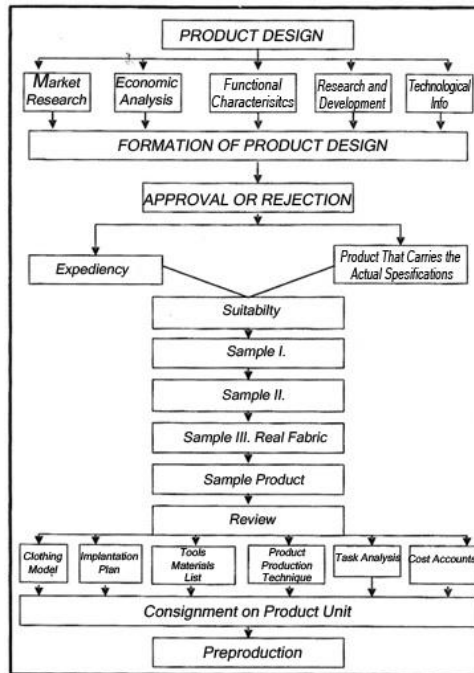 PRODUCT DESIGN
Market
Research
Economic
Analysis
Functional
Characterisitcs
Research and
Development
Technological
Info
FORMATION OF PRODUCT DESIGN
APPROVAL OR REJECTION
Expediency
Product That Carries the
Actual Spesifications
Suitabilty
Sample I.
Sample II.
Sample III. Real Fabric
Sample Product
Review
Clothing
Model
Implantation
Plan
Tools
Materials
List
Product
Production
Technique
Task Analysis
Cost Accounts
Consignment on Product Unit
Preproduction